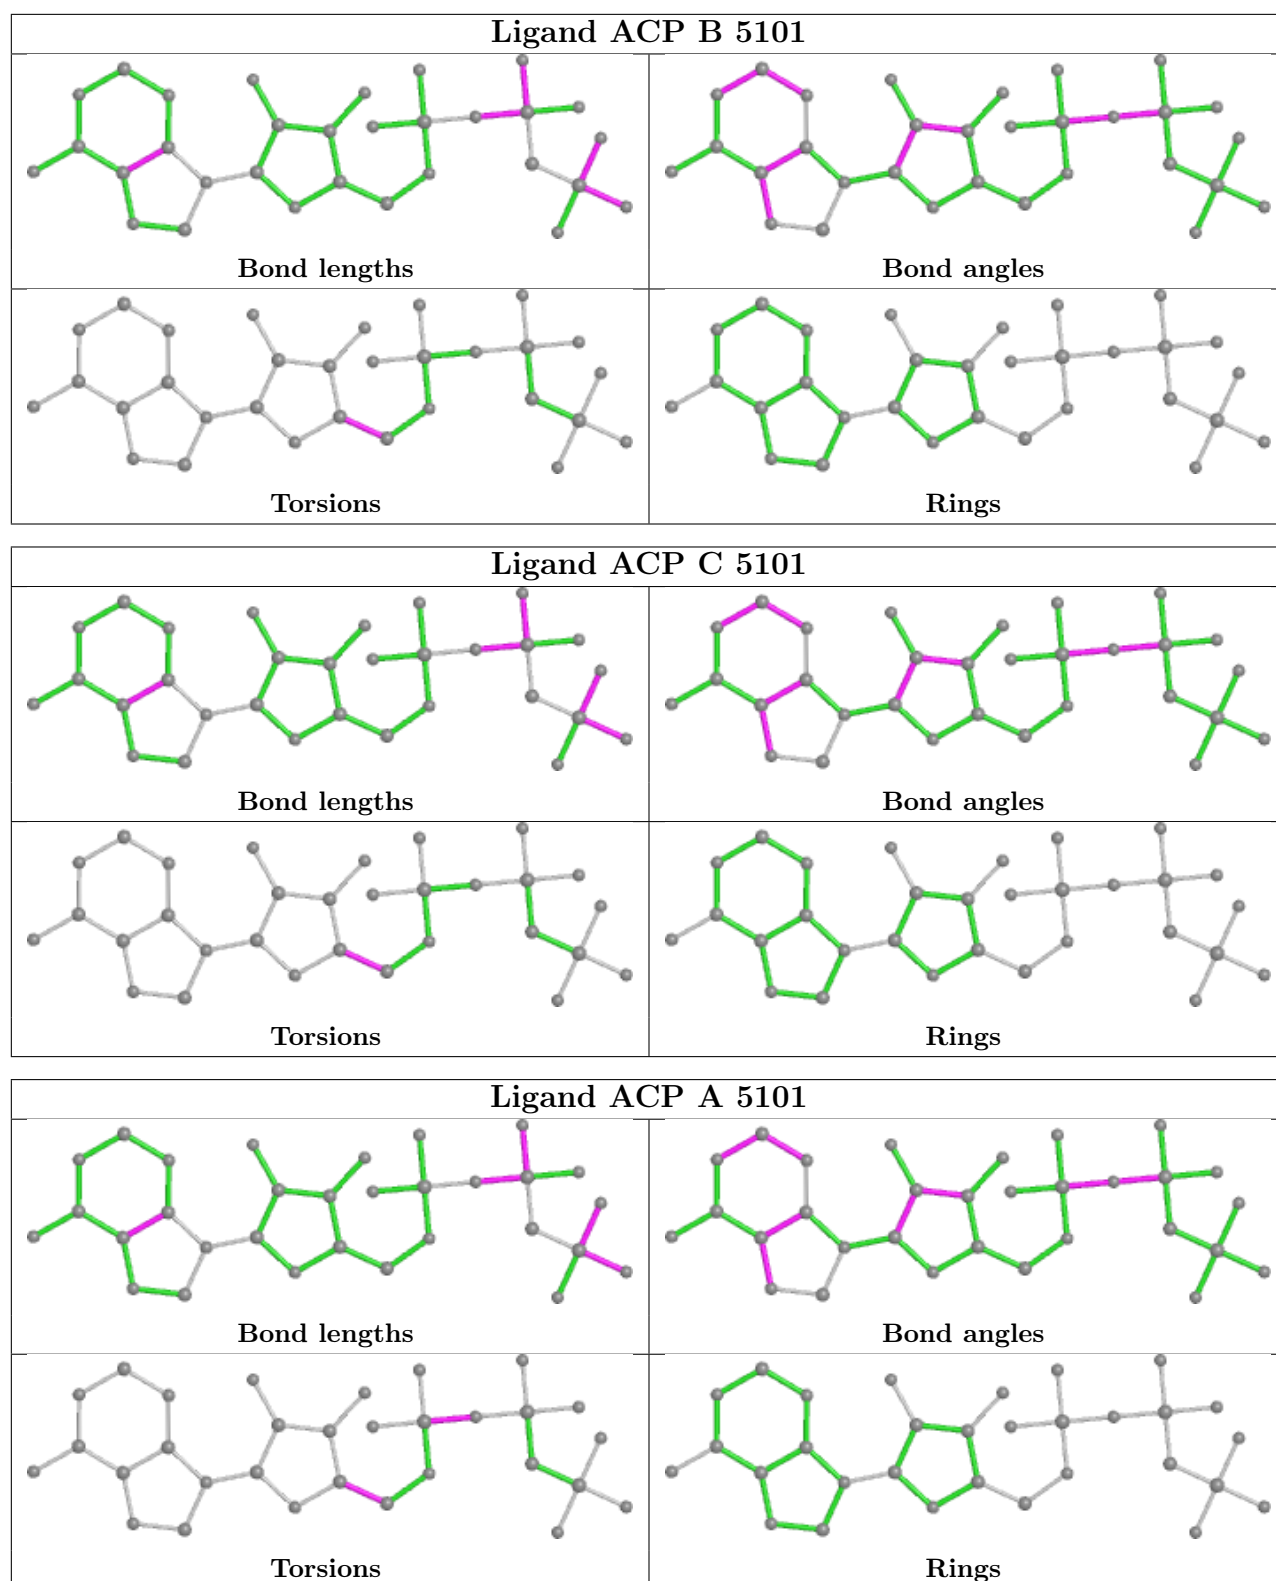 Ligand ACP B 5101
Bond lengths
Bond angles
Torsions
Rings
Ligand ACP C 5101
Bond lengths
Bond angles
Torsions
Rings
Ligand ACP A 5101
Bond lengths
Bond angles
Torsions
Rings